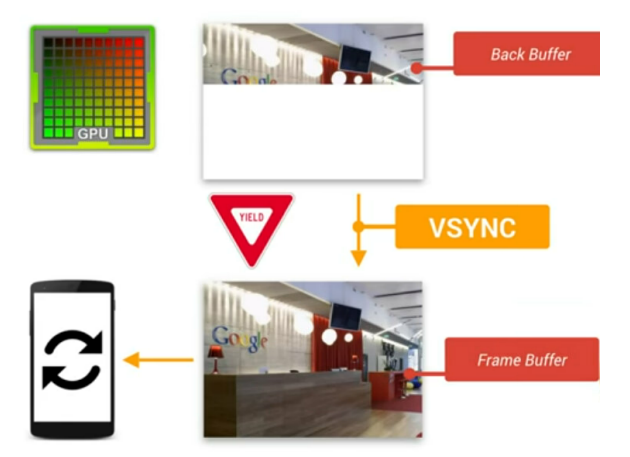 Google
Back Buffer
GPU
YIELD
VSYNC
Google
Frame Buffer